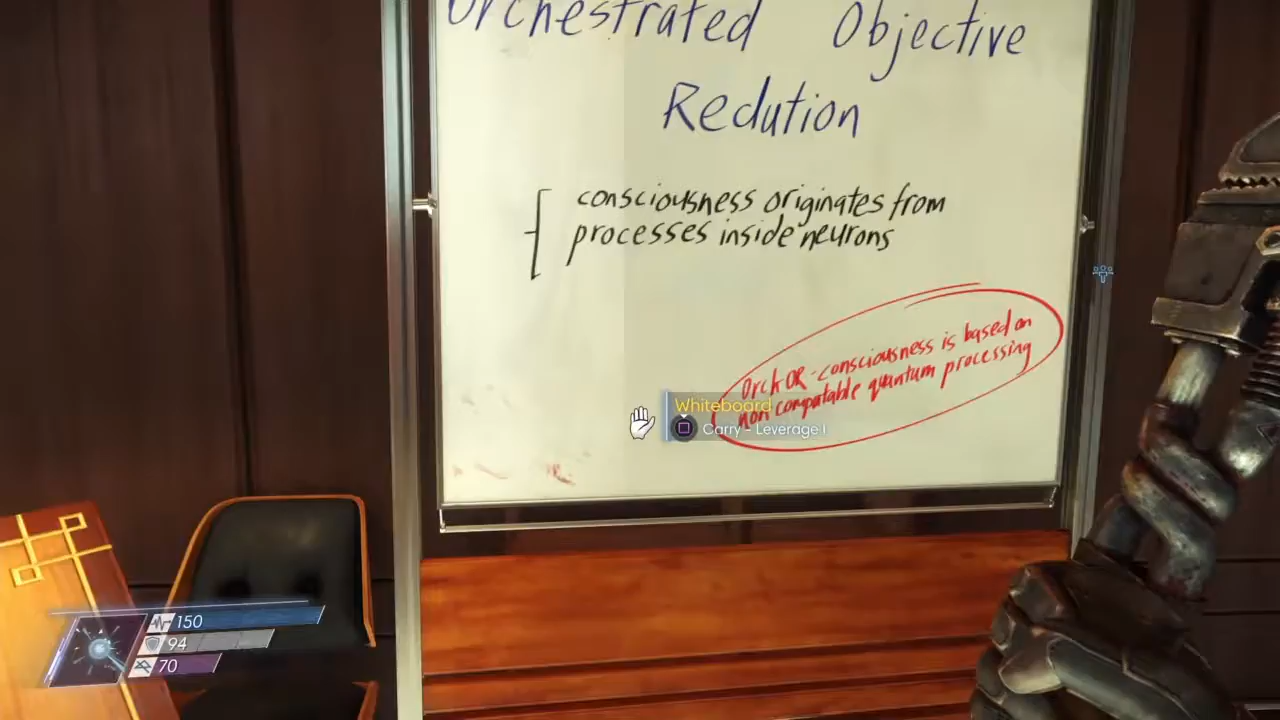 Orchestrated Objective
Redution
consciousness originates from
processes inside neurons
Orch OR - consciousness is based on
non computable quantum processing
Whiteboard
Carry - Leverage I
150
94
70